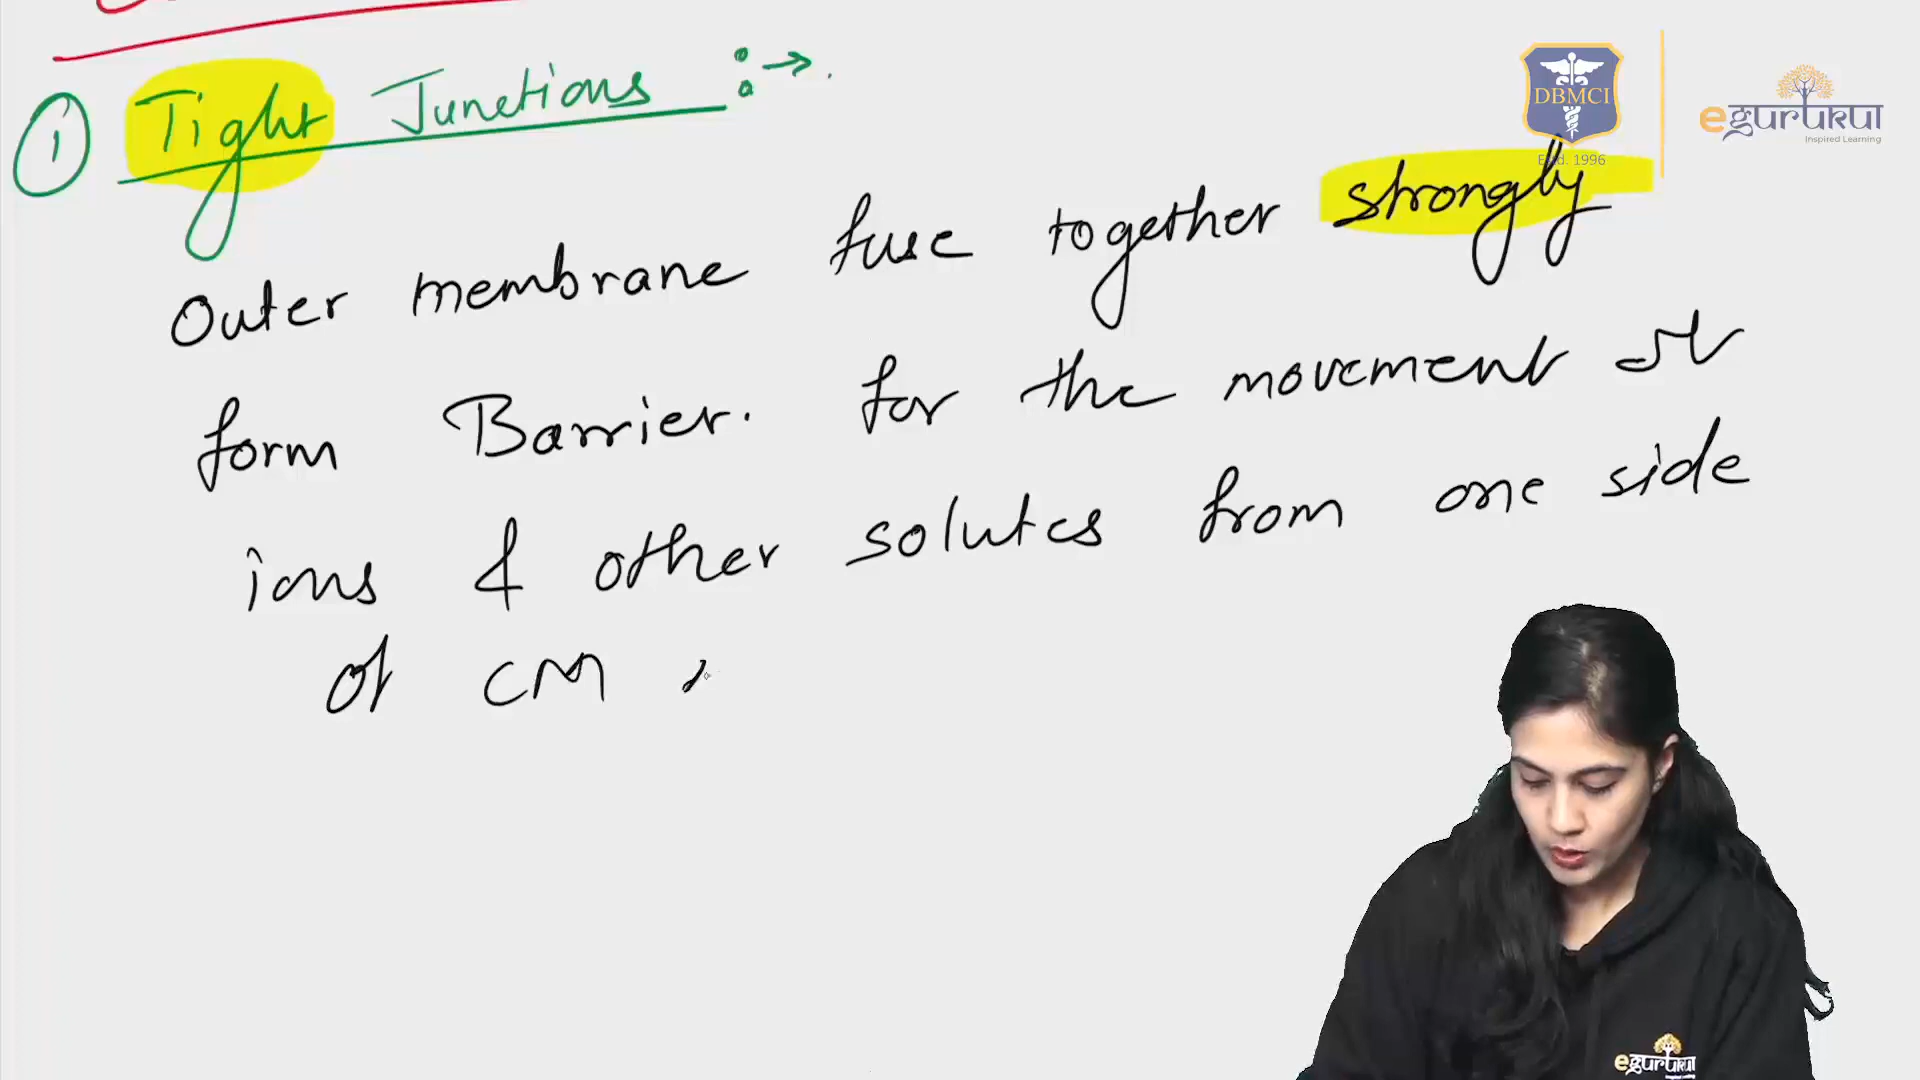 ① Tight Junctions :→
DBMCI
Estd. 1996
egurukul
Inspired Learning
Outer membrane fuse together strongly
form Barrier. for the movement of
ions & other solutes from one side
of CM
egurukul